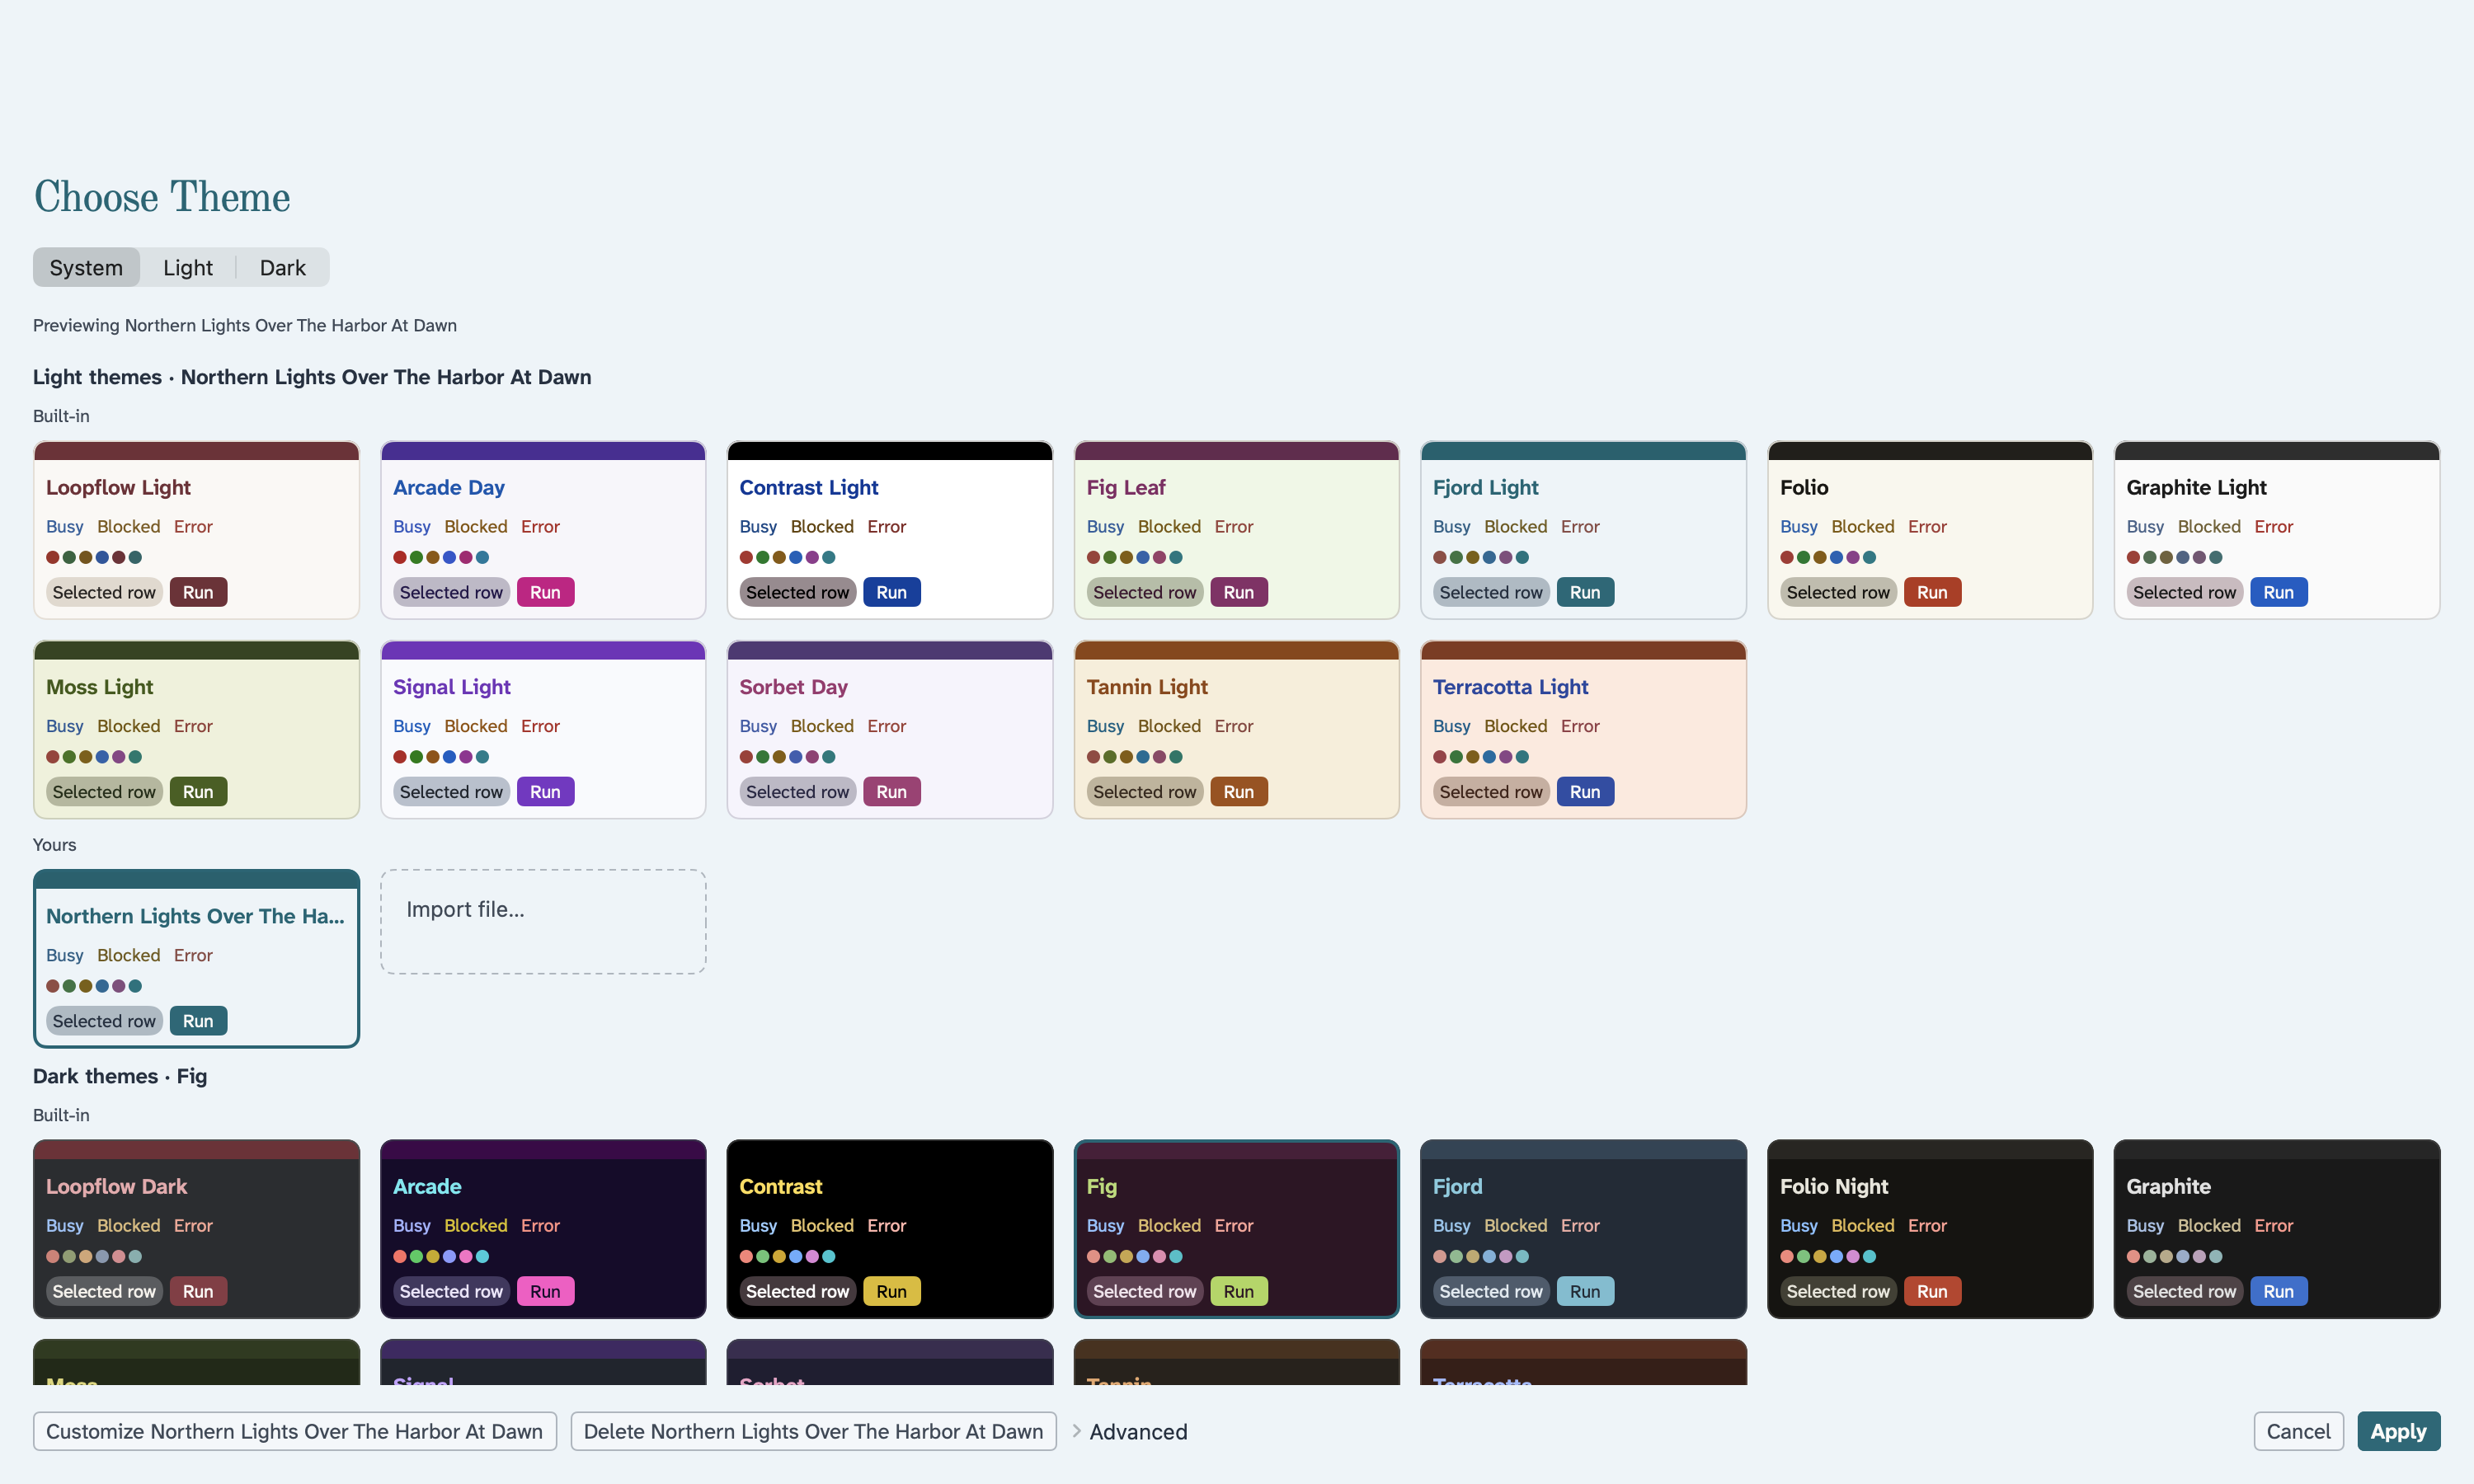 Choose Theme
System Light Dark
Previewing Northern Lights Over The Harbor At Dawn
Light themes · Northern Lights Over The Harbor At Dawn
Built-in
Loopflow Light
Busy Blocked Error
Selected row Run
Arcade Day
Busy Blocked Error
Selected row Run
Contrast Light
Busy Blocked Error
Selected row Run
Fig Leaf
Busy Blocked Error
Selected row Run
Fjord Light
Busy Blocked Error
Selected row Run
Folio
Busy Blocked Error
Selected row Run
Graphite Light
Busy Blocked Error
Selected row Run
Moss Light
Busy Blocked Error
Selected row Run
Signal Light
Busy Blocked Error
Selected row Run
Sorbet Day
Busy Blocked Error
Selected row Run
Tannin Light
Busy Blocked Error
Selected row Run
Terracotta Light
Busy Blocked Error
Selected row Run
Yours
Northern Lights Over The Ha...
Busy Blocked Error
Selected row Run
Import file...
Dark themes · Fig
Built-in
Loopflow Dark
Busy Blocked Error
Selected row Run
Arcade
Busy Blocked Error
Selected row Run
Contrast
Busy Blocked Error
Selected row Run
Fig
Busy Blocked Error
Selected row Run
Fjord
Busy Blocked Error
Selected row Run
Folio Night
Busy Blocked Error
Selected row Run
Graphite
Busy Blocked Error
Selected row Run
Moss
Signal
Sorbet
Tannin
Terracotta
Customize Northern Lights Over The Harbor At Dawn
Delete Northern Lights Over The Harbor At Dawn
Advanced
Cancel
Apply